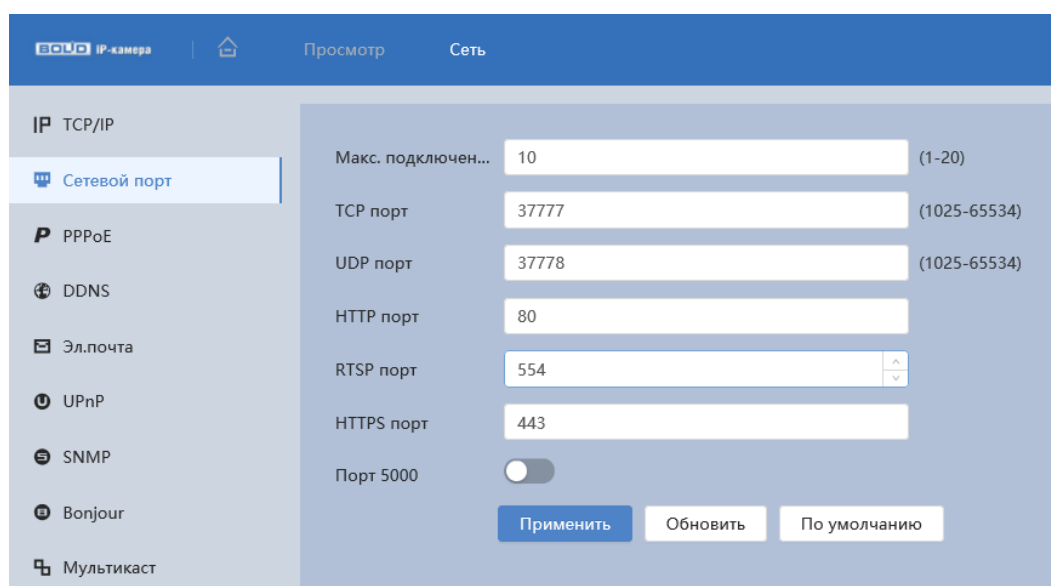 BOLID IP-камера
Просмотр
Сеть
TCP/IP
Сетевой порт
PPPoE
DDNS
Эл.почта
UPnP
SNMP
Bonjour
Мультикаст
Макс. подключен... 10 (1-20)
TCP порт 37777 (1025-65534)
UDP порт 37778 (1025-65534)
HTTP порт 80
RTSP порт 554
HTTPS порт 443
Порт 5000
Применить Обновить По умолчанию